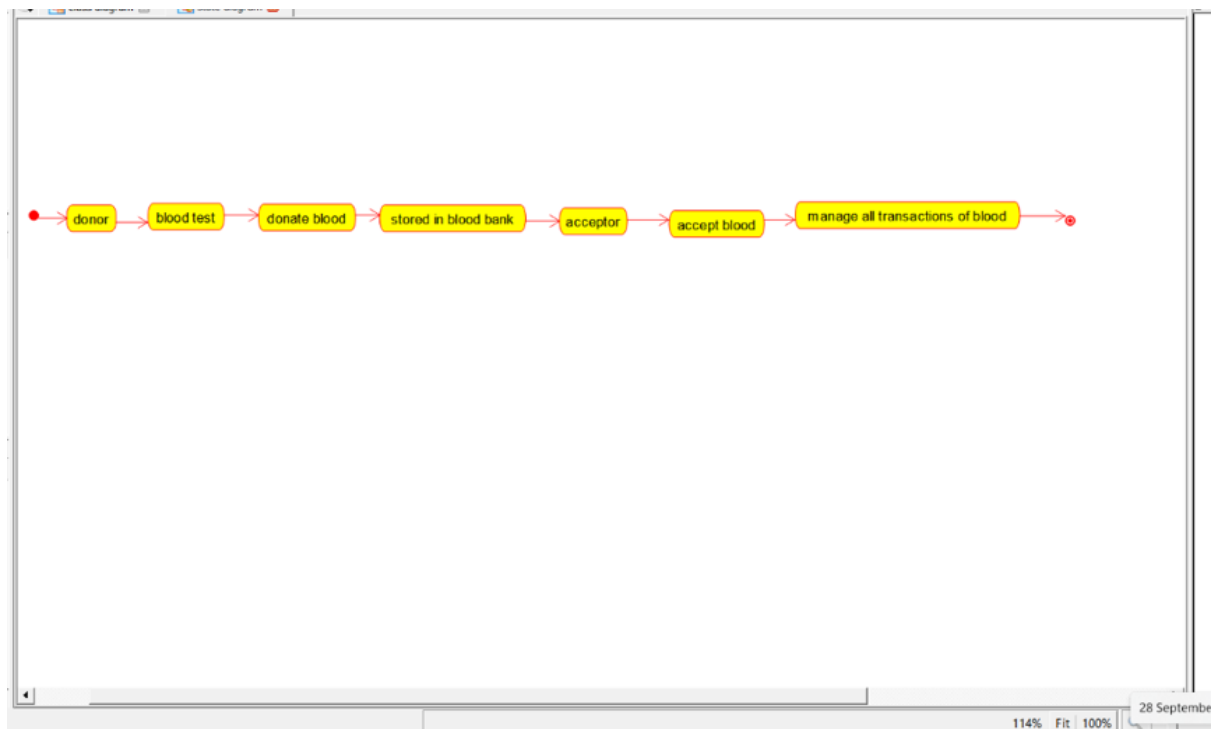 donor
blood test
donate blood
stored in blood bank
acceptor
accept blood
manage all transactions of blood
28 Septembe
114% Fit 100%